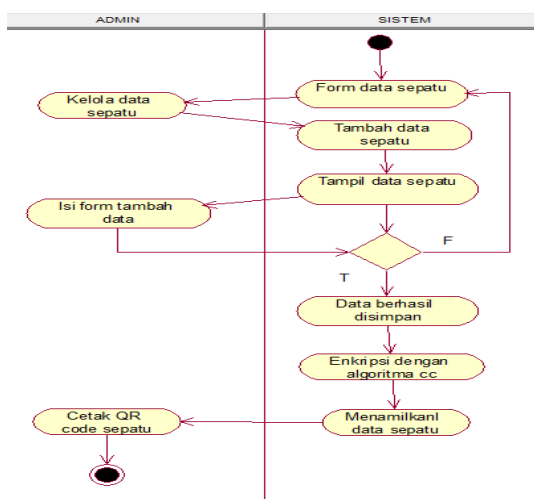 ADMIN
SISTEM
Form data sepatu
Kelola data
sepatu
Tambah data
sepatu
Tampil data sepatu
Isi form tambah
data
F
T
Data berhasil
disimpan
Enkripsi dengan
algoritma cc
Cetak QR
code sepatu
Menamilkanl
data sepatu